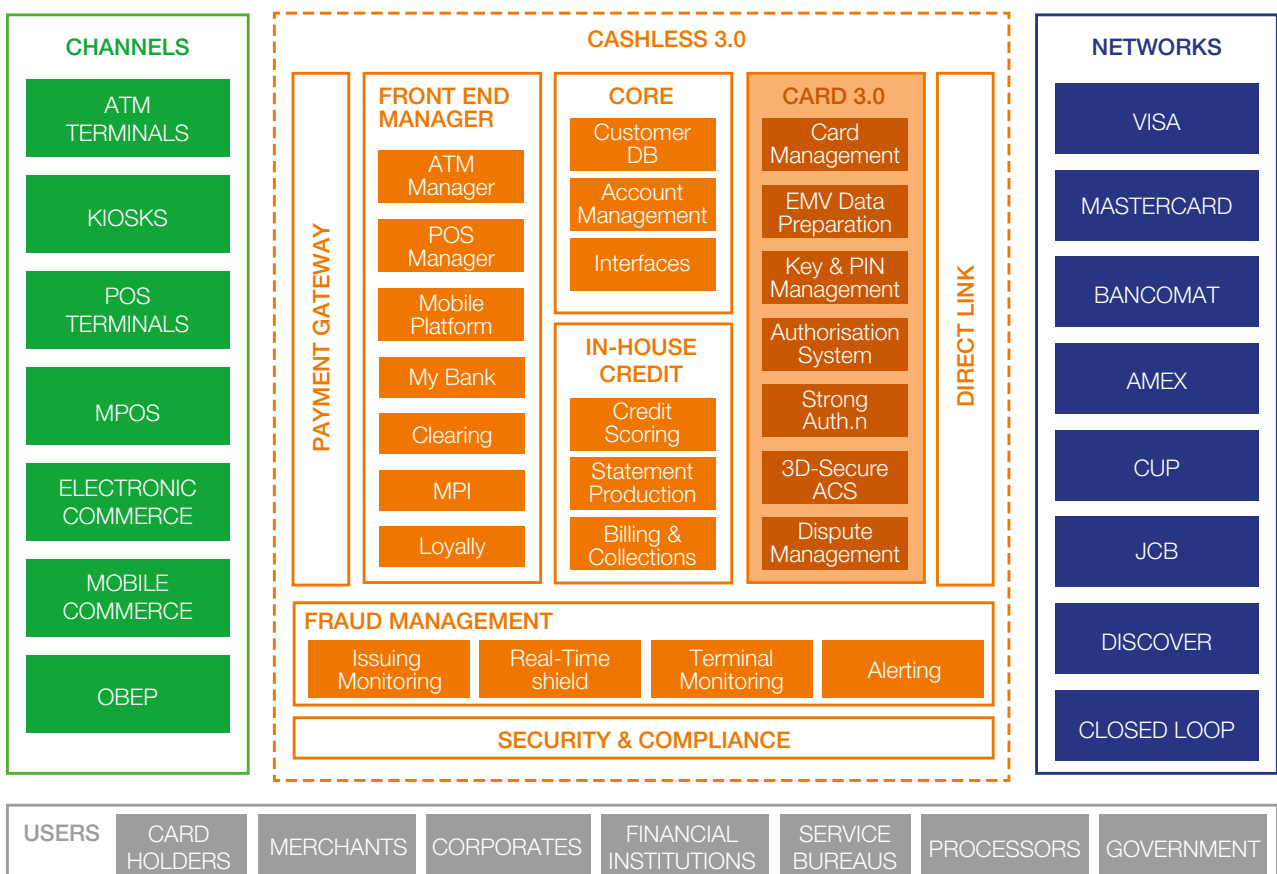 CHANNELS
ATM
TERMINALS
KIOSKS
POS
TERMINALS
MPOS
ELECTRONIC
COMMERCE
MOBILE
COMMERCE
OBEP
CASHLESS 3.0
PAYMENT GATEWAY
FRONT END
MANAGER
ATM
Manager
POS
Manager
Mobile
Platform
My Bank
Clearing
MPI
Loyally
CORE
Customer
DB
Account
Management
Interfaces
IN-HOUSE
CREDIT
Credit
Scoring
Statement
Production
Billing &
Collections
CARD 3.0
Card
Management
EMV Data
Preparation
Key & PIN
Management
Authorisation
System
Strong
Auth.n
3D-Secure
ACS
Dispute
Management
DIRECT LINK
FRAUD MANAGEMENT
Issuing
Monitoring
Real-Time
shield
Terminal
Monitoring
Alerting
SECURITY & COMPLIANCE
NETWORKS
VISA
MASTERCARD
BANCOMAT
AMEX
CUP
JCB
DISCOVER
CLOSED LOOP
USERS
CARD
HOLDERS
MERCHANTS
CORPORATES
FINANCIAL
INSTITUTIONS
SERVICE
BUREAUS
PROCESSORS
GOVERNMENT